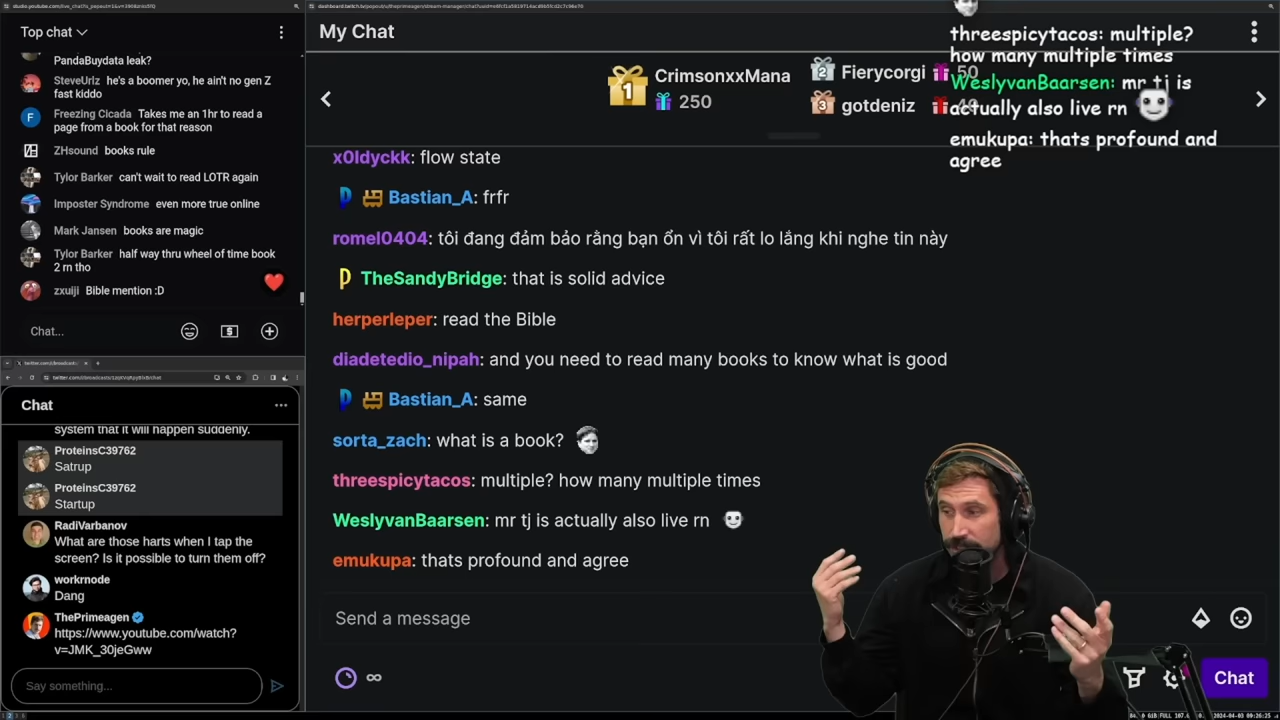 Top chat
PandaBuydata leak?
SteveUrlz he's a boomer yo, he ain't no gen Z
fast kiddo
Freezing Cicada Takes me an 1hr to read a
page from a book for that reason
ZHsound books rule
Tylor Barker can't wait to read LOTR again
Imposter Syndrome even more true online
Mark Jansen books are magic
Tylor Barker half way thru wheel of time book
2 rn tho
zxuiji Bible mention :D
Chat...
Chat
system that it will happen suddenly.
ProteinsC39762
Satrup
ProteinsC39762
Startup
RadiVarbanov
What are those harts when I tap the
screen? Is it possible to turn them off?
workrnode
Dang
ThePrimeagen
https://www.youtube.com/watch?
v=JMK_30jeGww
Say something...
My Chat
1 CrimsonxxMana
250
2 Fierycorgi 50
3 gotdeniz
x0ldyckk: flow state
Bastian_A: frfr
romel0404: tôi đang đảm bảo rằng bạn ổn vì tôi rất lo lắng khi nghe tin này
TheSandyBridge: that is solid advice
herperleper: read the Bible
diadetedio_nipah: and you need to read many books to know what is good
Bastian_A: same
sorta_zach: what is a book?
threespicytacos: multiple? how many multiple times
WeslyvanBaarsen: mr tj is actually also live rn
emukupa: thats profound and agree
Send a message
Chat
threespicytacos: multiple?
how many multiple times
WeslyvanBaarsen: mr tj is
actually also live rn
emukupa: thats profound and
agree